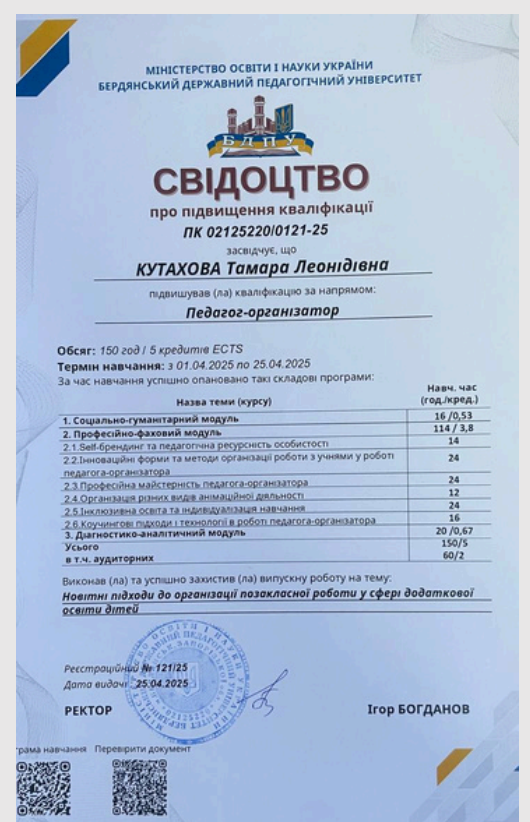 МІНІСТЕРСТВО ОСВІТИ І НАУКИ УКРАЇНИ
БЕРДЯНСЬКИЙ ДЕРЖАВНИЙ ПЕДАГОГІЧНИЙ УНІВЕРСИТЕТ
БДПУ
СВІДОЦТВО
про підвищення кваліфікації
ПК 02125220/0121-25
засвідчує, що
КУТАХОВА Тамара Леонідівна
підвищував (ла) кваліфікацію за напрямом:
Педагог-організатор
Обсяг: 150 год / 5 кредитів ECTS
Термін навчання: з 01.04.2025 по 25.04.2025
За час навчання успішно опановано такі складові програми:
Назва теми (курсу) Навч. час (год./кред.)
1. Соціально-гуманітарний модуль 16 /0,53
2. Професійно-фаховий модуль 114 / 3,8
2.1.Self-брендинг та педагогічна ресурсність особистості 14
2.2.Інноваційні форми та методи організації роботи з учнями у роботі
педагога-організатора 24
2.3.Професійна майстерність педагога-організатора 24
2.4.Організація різних видів анімаційної діяльності 12
2.5.Інклюзивна освіта та індивідуалізація навчання 24
2.6.Коучингові підходи і технології в роботі педагога-організатора 16
3. Діагностико-аналітичний модуль 20 /0,67
Усього 150/5
в т.ч. аудиторних 60/2
Виконав (ла) та успішно захистив (ла) випускну роботу на тему:
Новітні підходи до організації позакласної роботи у сфері додаткової
освіти дітей
Реєстраційний № 121/25
Дата видачі 25.04.2025
РЕКТОР Ігор БОГДАНОВ
грама навчання Перевірити документ